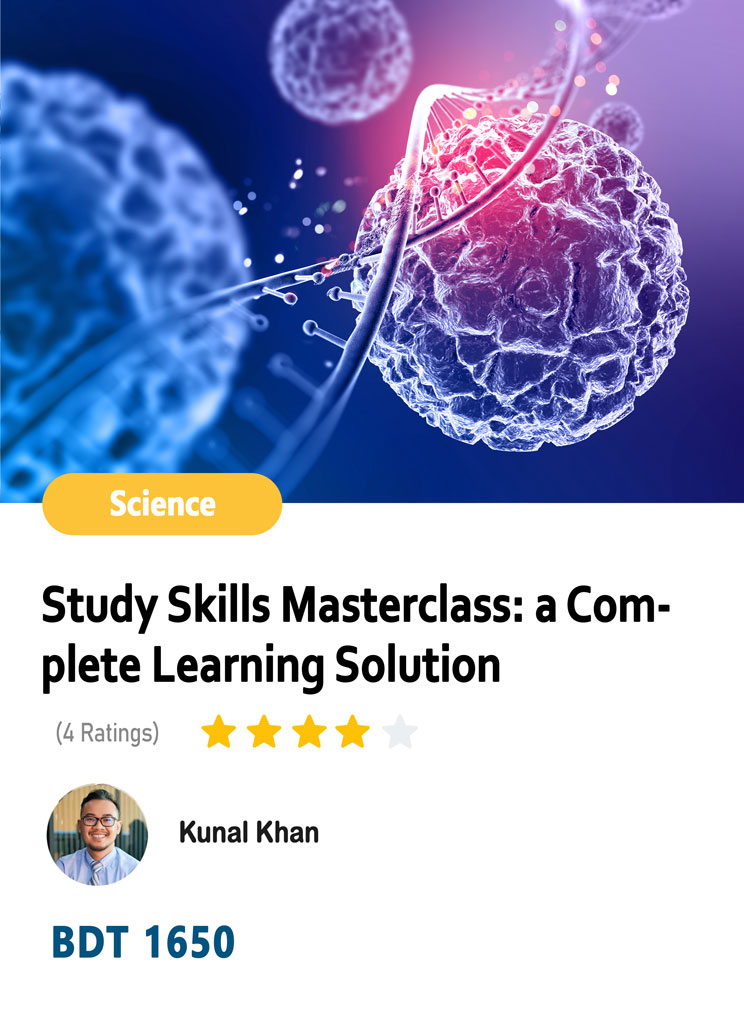 Science
Study Skills Masterclass: a Com-
plete Learning Solution
(4 Ratings)
Kunal Khan
BDT 1650